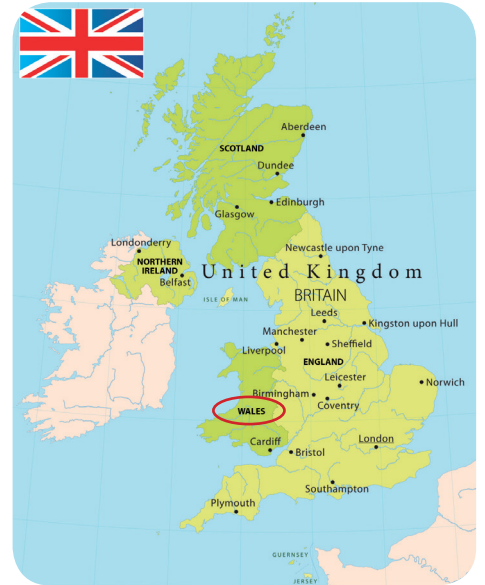 Aberdeen
SCOTLAND
Dundee
Edinburgh
Glasgow
Londonderry
NORTHERN
IRELAND
Belfast
Newcastle upon Tyne
United Kingdom
ISLE OF MAN
BRITAIN
Leeds
Kingston upon Hull
Manchester
Liverpool
Sheffield
ENGLAND
Leicester
Norwich
Birmingham
Coventry
WALES
Cardiff
London
Bristol
Southampton
Plymouth
GUERNSEY
JERSEY